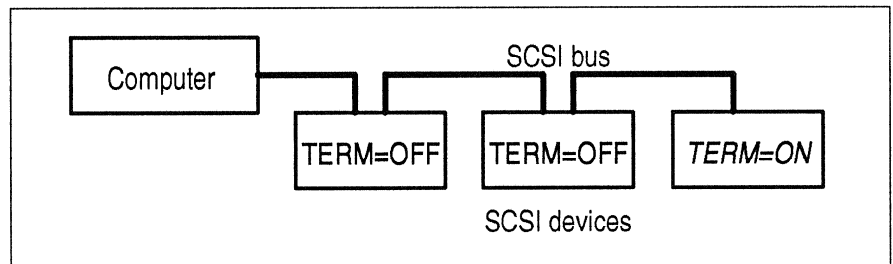 SCSI bus
Computer
TERM=OFF
TERM=OFF
TERM=ON
SCSI devices